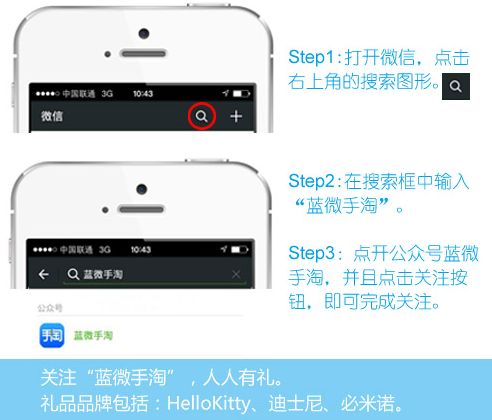 ●●●●○ 中国联通 3G 10:43
微信
Step1:打开微信，点击
右上角的搜索图形。
●●●●○ 中国联通 3G 10:43
蓝微手淘
公众号
手淘 蓝微手淘
Step2:在搜索框中输入
“蓝微手淘”。
Step3：点开公众号蓝微
手淘，并且点击关注按
钮，即可完成关注。
关注“蓝微手淘”，人人有礼。
礼品品牌包括：HelloKitty、迪士尼、必米诺。